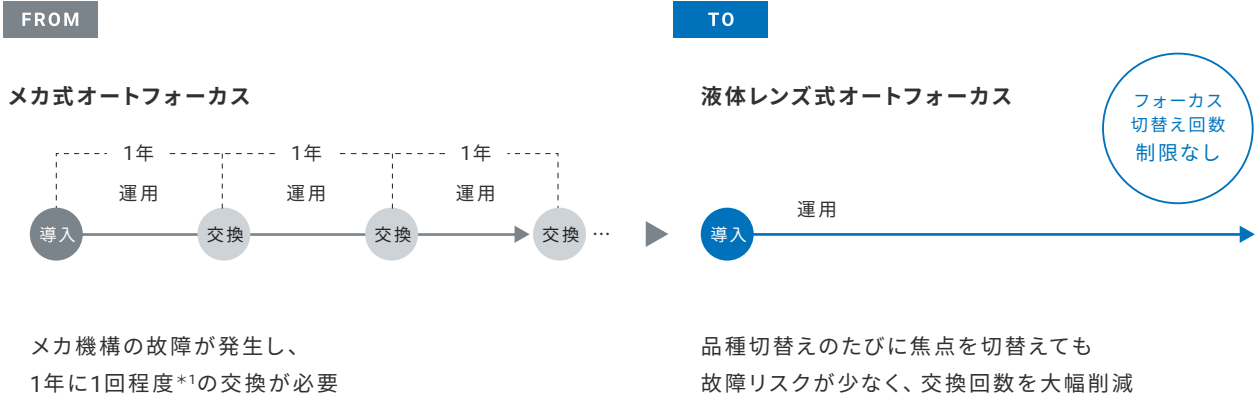 FROM
メカ式オートフォーカス
1年 1年 1年
運用 運用 運用
導入 交換 交換 交換 …
メカ機構の故障が発生し、
1年に1回程度*1の交換が必要
TO
液体レンズ式オートフォーカス
フォーカス
切替え回数
制限なし
運用
導入
品種切替えのたびに焦点を切替えても
故障リスクが少なく、交換回数を大幅削減